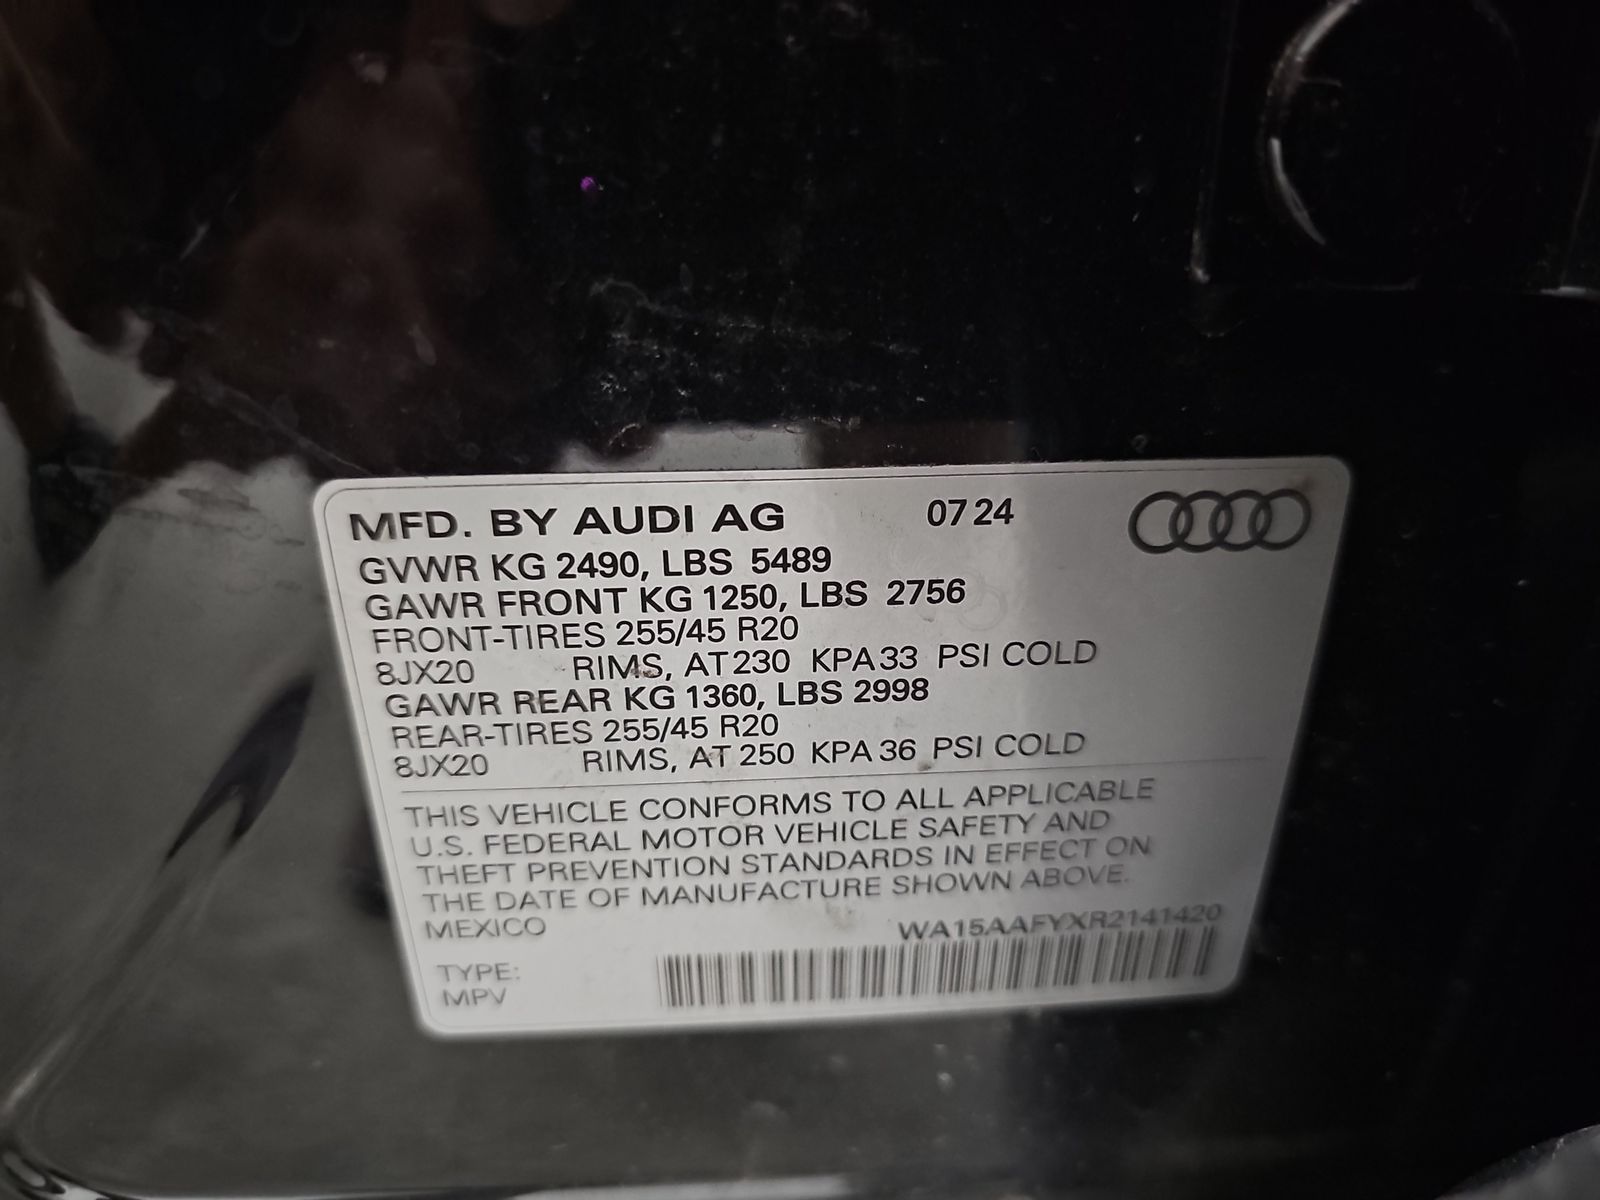 MFD. BY AUDI AG 07 24
GVWR KG 2490, LBS 5489
GAWR FRONT KG 1250, LBS 2756
FRONT-TIRES 255/45 R20
8JX20 RIMS, AT 230 KPA 33 PSI COLD
GAWR REAR KG 1360, LBS 2998
REAR-TIRES 255/45 R20
8JX20 RIMS, AT 250 KPA 36 PSI COLD
THIS VEHICLE CONFORMS TO ALL APPLICABLE
U.S. FEDERAL MOTOR VEHICLE SAFETY AND
THEFT PREVENTION STANDARDS IN EFFECT ON
THE DATE OF MANUFACTURE SHOWN ABOVE.
MEXICO WA15AAFYXR2141420
TYPE:
MPV